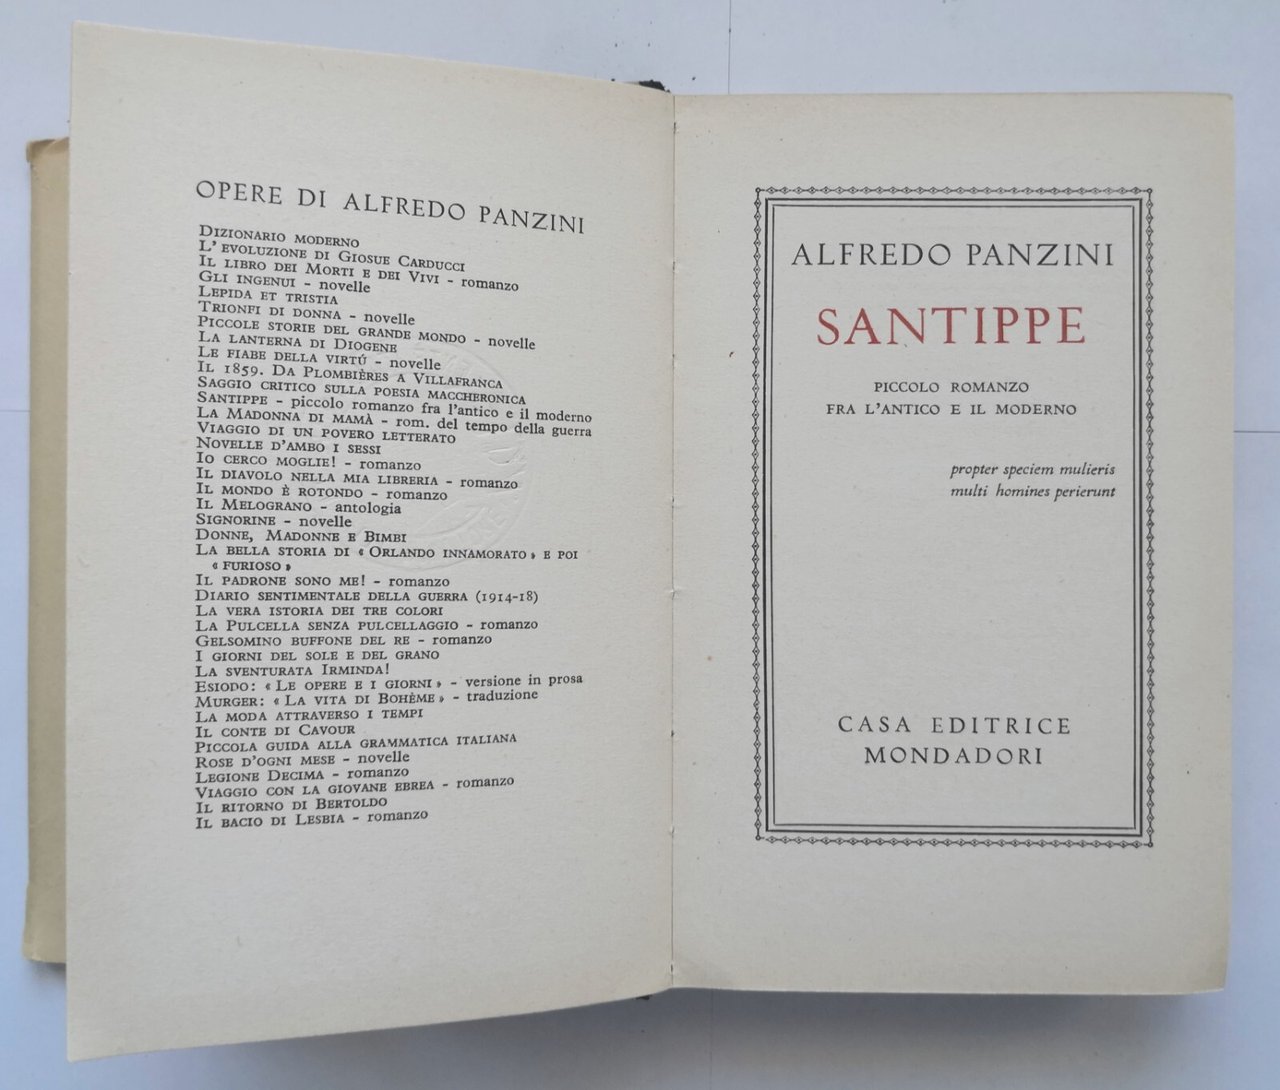 OPERE DI ALFREDO PANZINI
DIZIONARIO MODERNO
L'EVOLUZIONE DI GIOSUE CARDUCCI
IL LIBRO DEI MORTI E DEI VIVI - romanzo
GLI INGENUI - novelle
LEPIDA ET TRISTIA
TRIONFI DI DONNA - novelle
PICCOLE STORIE DEL GRANDE MONDO - novelle
LA LANTERNA DI DIOGENE
LE FIABE DELLA VIRTÚ - novelle
IL 1859. DA PLOMBIÈRES A VILLAFRANCA
SAGGIO CRITICO SULLA POESIA MACCHERONICA
SANTIPPE - piccolo romanzo fra l'antico e il moderno
LA MADONNA DI MAMÀ - rom. del tempo della guerra
VIAGGIO DI UN POVERO LETTERATO
NOVELLE D'AMBO I SESSI
IO CERCO MOGLIE! - romanzo
IL DIAVOLO NELLA MIA LIBRERIA - romanzo
IL MONDO È ROTONDO - romanzo
IL MELOGRANO - antologia
SIGNORINE - novelle
DONNE, MADONNE E BIMBI
LA BELLA STORIA DI « ORLANDO INNAMORATO » E POI
« FURIOSO »
IL PADRONE SONO ME! - romanzo
DIARIO SENTIMENTALE DELLA GUERRA (1914-18)
LA VERA ISTORIA DEI TRE COLORI
LA PULCELLA SENZA PULCELLAGGIO - romanzo
GELSOMINO BUFFONE DEL RE - romanzo
I GIORNI DEL SOLE E DEL GRANO
LA SVENTURATA IRMINDA!
ESIODO: « LE OPERE E I GIORNI » - versione in prosa
MURGER: « LA VITA DI BOHÈME » - traduzione
LA MODA ATTRAVERSO I TEMPI
IL CONTE DI CAVOUR
PICCOLA GUIDA ALLA GRAMMATICA ITALIANA
ROSE D'OGNI MESE - novelle
LEGIONE DECIMA - romanzo
VIAGGIO CON LA GIOVANE EBREA - romanzo
IL RITORNO DI BERTOLDO
IL BACIO DI LESBIA - romanzo
ALFREDO PANZINI
SANTIPPE
PICCOLO ROMANZO
FRA L'ANTICO E IL MODERNO
propter speciem mulieris
multi homines perierunt
CASA EDITRICE
MONDADORI